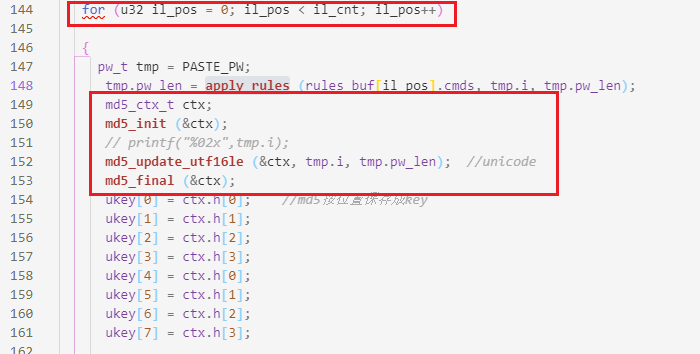 144 for (u32 il_pos = 0; il_pos < il_cnt; il_pos++)
145
146 {
147 pw_t tmp = PASTE_PW;
148 tmp.pw_len = apply_rules (rules_buf[il_pos].cmds, tmp.i, tmp.pw_len);
149 md5_ctx_t ctx;
150 md5_init (&ctx);
151 // printf("%02x",tmp.i);
152 md5_update_utf16le (&ctx, tmp.i, tmp.pw_len); //unicode
153 md5_final (&ctx);
154 ukey[0] = ctx.h[0]; //md5按位置保存成key
155 ukey[1] = ctx.h[1];
156 ukey[2] = ctx.h[2];
157 ukey[3] = ctx.h[3];
158 ukey[4] = ctx.h[0];
159 ukey[5] = ctx.h[1];
160 ukey[6] = ctx.h[2];
161 ukey[7] = ctx.h[3];